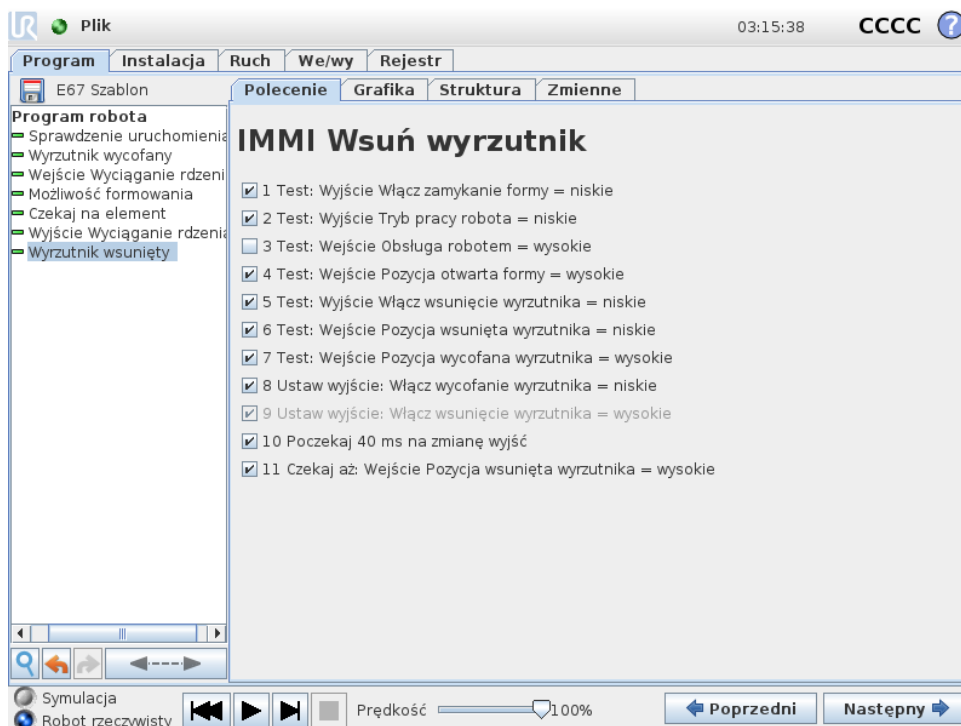 UR Plik 03:15:38 CCCC ?
Program Instalacja Ruch We/wy Rejestr
E67 Szablon
Polecenie Grafika Struktura Zmienne
Program robota
Sprawdzenie uruchomienia
Wyrzutnik wycofany
Wejście Wyciąganie rdzeni
Możliwość formowania
Czekaj na element
Wyjście Wyciąganie rdzenia
Wyrzutnik wsunięty
IMMI Wsuń wyrzutnik
1 Test: Wyjście Włącz zamykanie formy = niskie
2 Test: Wyjście Tryb pracy robota = niskie
3 Test: Wejście Obsługa robotem = wysokie
4 Test: Wejście Pozycja otwarta formy = wysokie
5 Test: Wyjście Włącz wsunięcie wyrzutnika = niskie
6 Test: Wejście Pozycja wsunięta wyrzutnika = niskie
7 Test: Wejście Pozycja wycofana wyrzutnika = wysokie
8 Ustaw wyjście: Włącz wycofanie wyrzutnika = niskie
9 Ustaw wyjście: Włącz wsunięcie wyrzutnika = wysokie
10 Poczekaj 40 ms na zmianę wyjść
11 Czekaj aż: Wejście Pozycja wsunięta wyrzutnika = wysokie
Symulacja
Robot rzeczywisty
Prędkość 100%
Poprzedni Następny